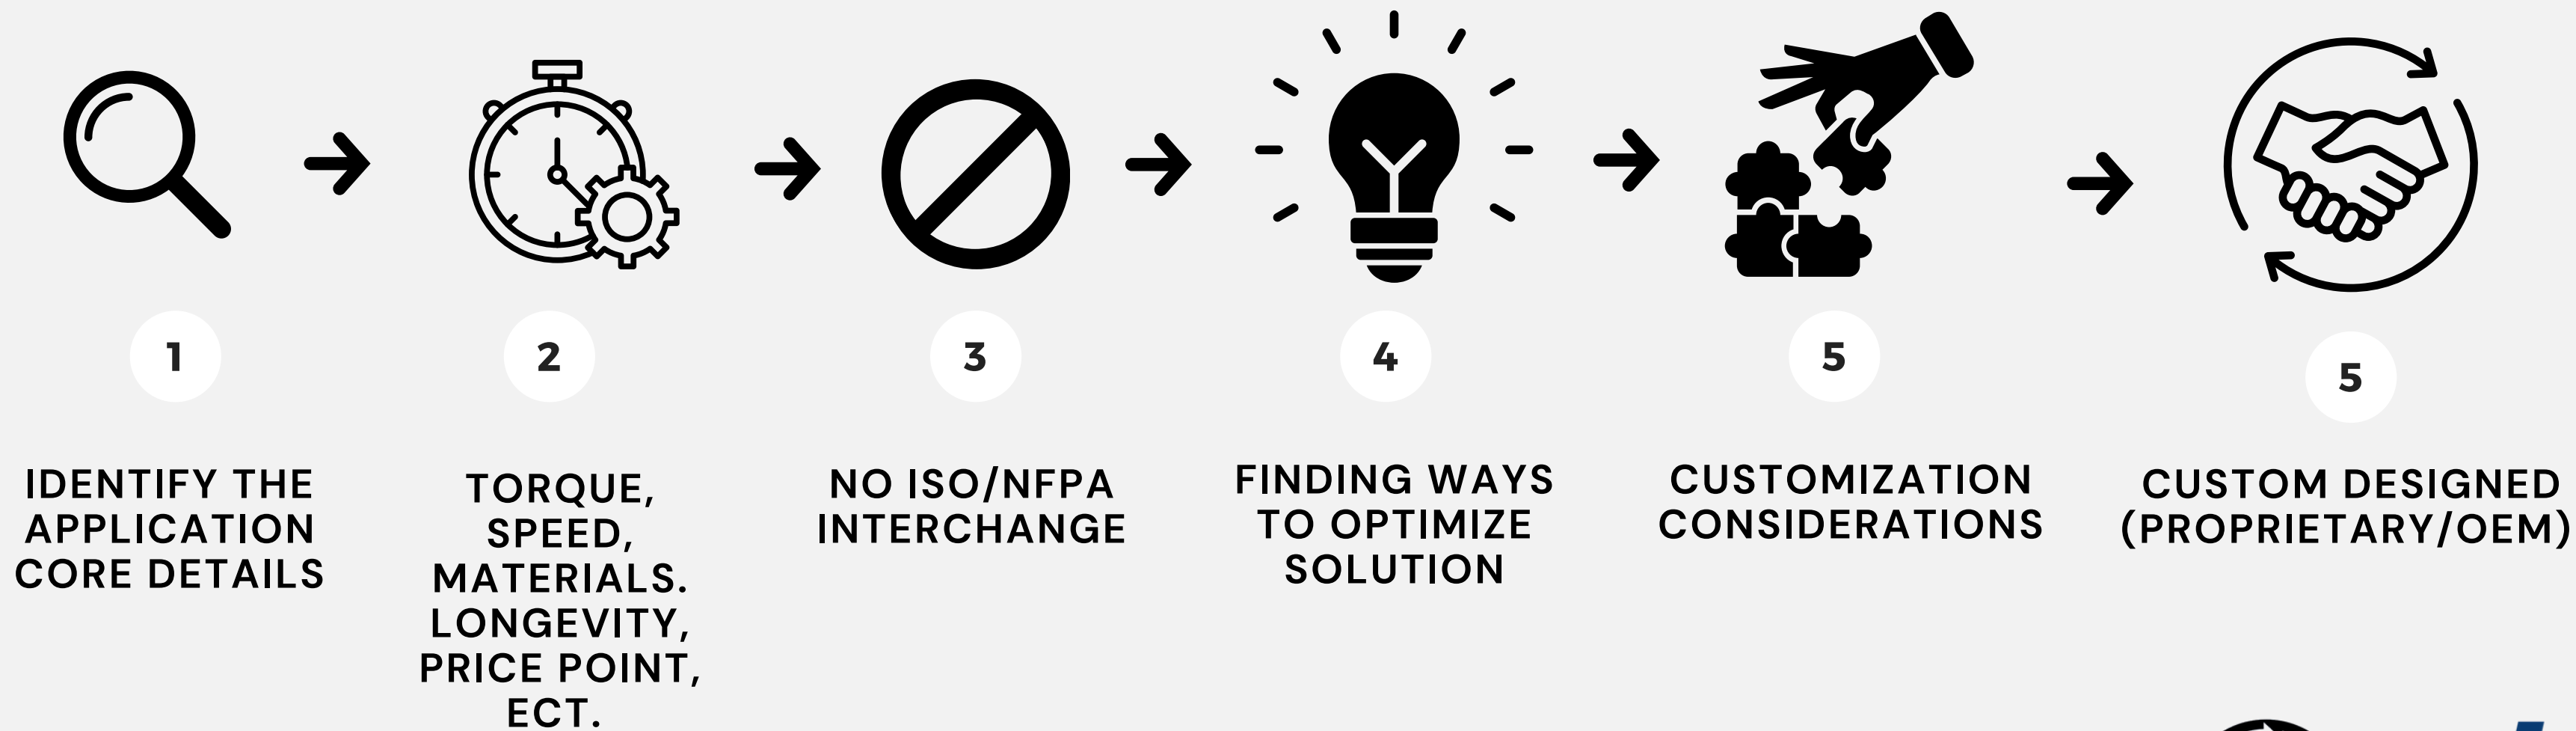 1
IDENTIFY THE
APPLICATION
CORE DETAILS
2
TORQUE,
SPEED,
MATERIALS.
LONGEVITY,
PRICE POINT,
ECT.
3
NO ISO/NFPA
INTERCHANGE
4
FINDING WAYS
TO OPTIMIZE
SOLUTION
5
CUSTOMIZATION
CONSIDERATIONS
5
CUSTOM DESIGNED
(PROPRIETARY/OEM)